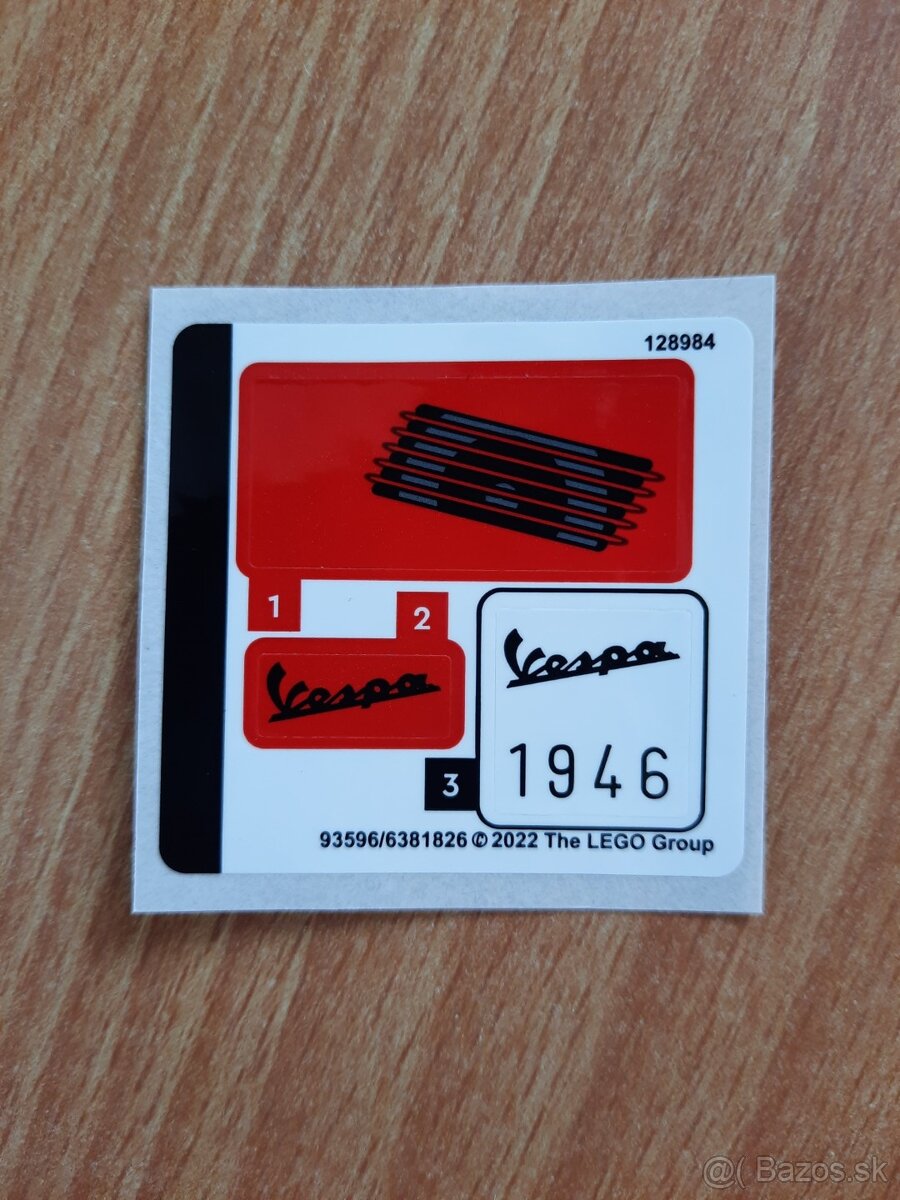 128984
1
2
Vespa
Vespa
1946
3
93596/6381826 © 2022 The LEGO Group
@( Bazos.sk